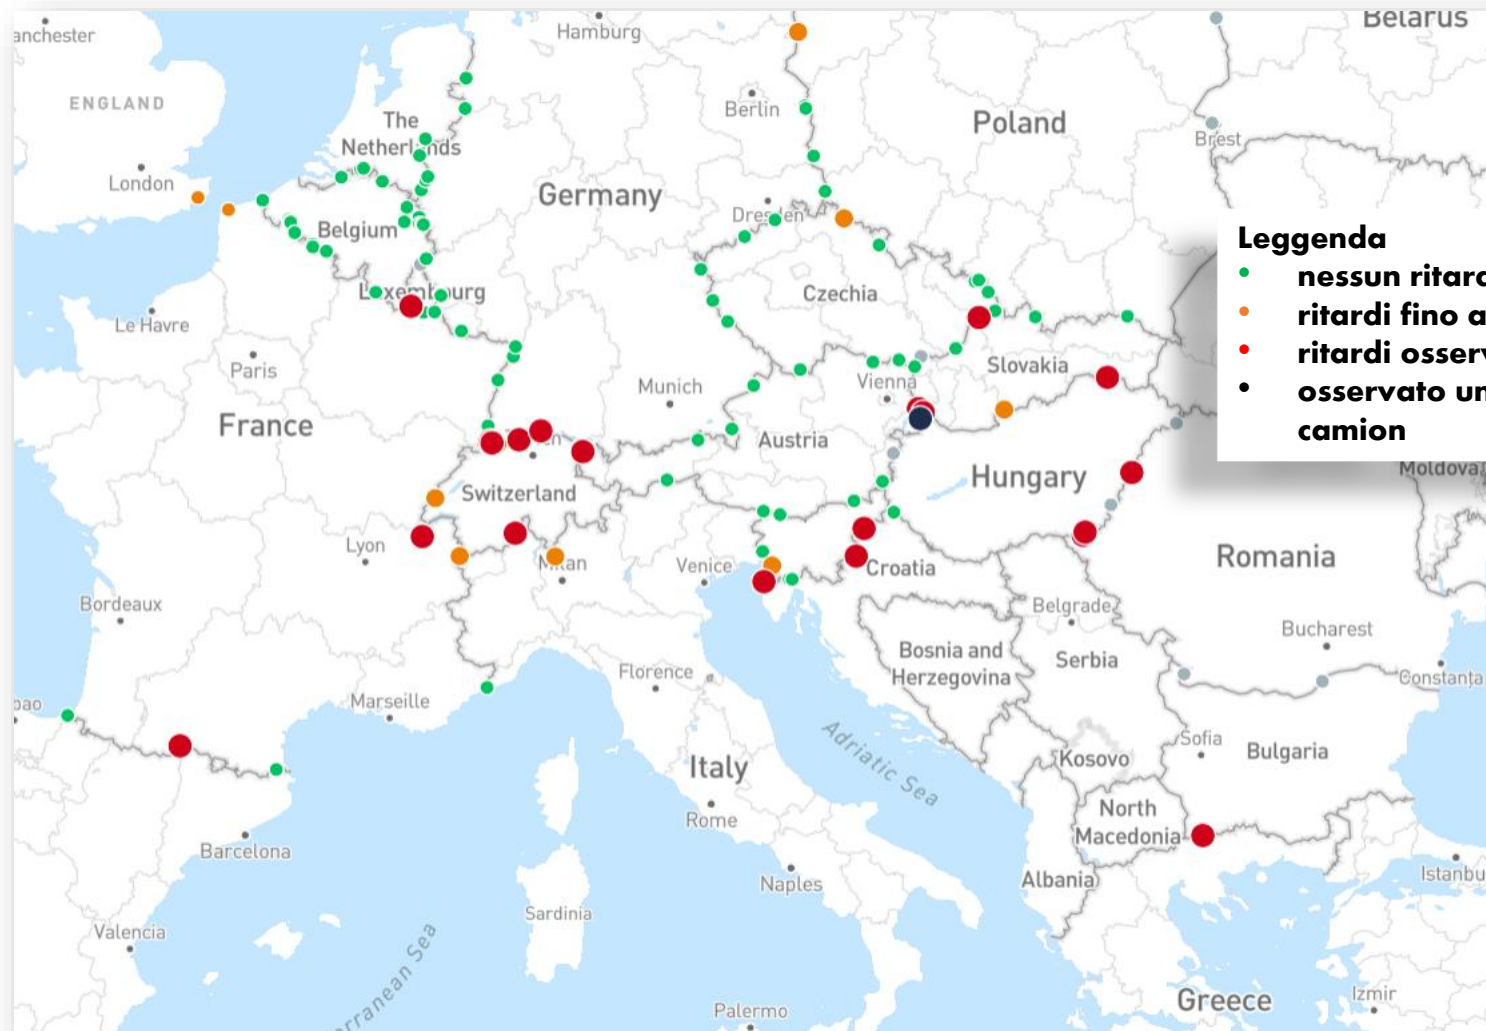 Belarus
anchester
Hamburg
ENGLAND
Berlin
The
Netherlands
Poland
Brest
London
Germany
Dresden
Belgium
Leggenda
nessun ritard
ritardi fino a
ritardi osserv
osservato un
camion
Luxembourg
Czechia
Le Havre
Paris
Slovakia
Munich
Vienna
France
Austria
Moldova
Hungary
Switzerland
Lyon
Milan
Venice
Croatia
Romania
Bordeaux
Belgrade
Bucharest
Bosnia and
Herzegovina
Serbia
Florence
Constanța
bao
Marseille
Adriatic Sea
Sofia
Bulgaria
Kosovo
Italy
North
Macedonia
Rome
Barcelona
Albania
Istanbu
Naples
Sardinia
Valencia
erranean Sea
Greece
Izmir
Palermo